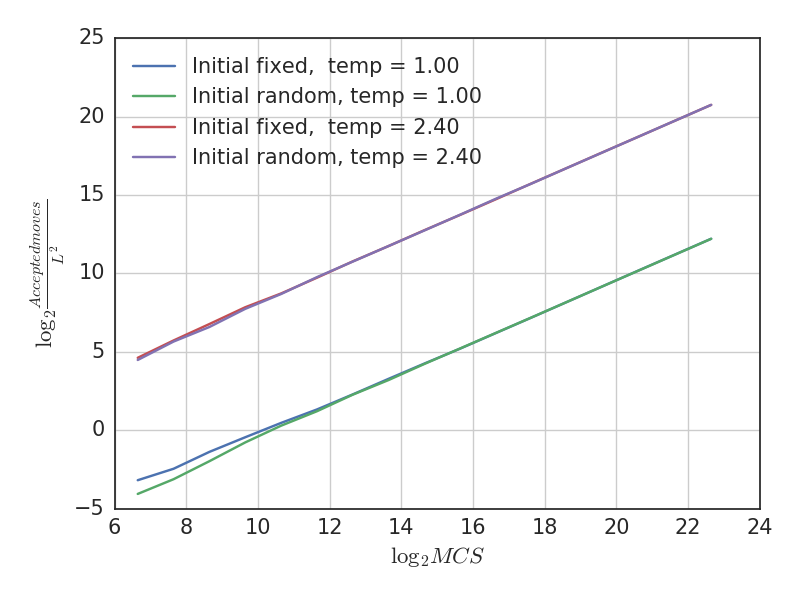 25
20
15
10
5
0
−5
log₂ Acceptedmoves / L²
Initial fixed,  temp = 1.00
Initial random, temp = 1.00
Initial fixed,  temp = 2.40
Initial random, temp = 2.40
6 8 10 12 14 16 18 20 22 24
log₂MCS